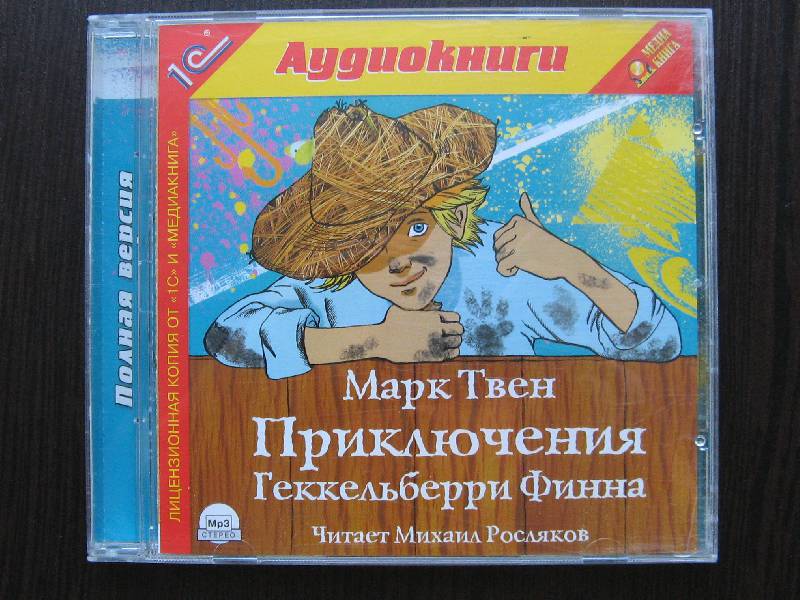 1С®
Аудиокниги
МЕДИА
КНИГА
Полная версия
ЛИЦЕНЗИОННАЯ КОПИЯ ОТ «1С» И «МЕДИАКНИГА»
Марк Твен
Приключения
Геккельберри Финна
Читает Михаил Росляков
Mp3
СТЕРЕО